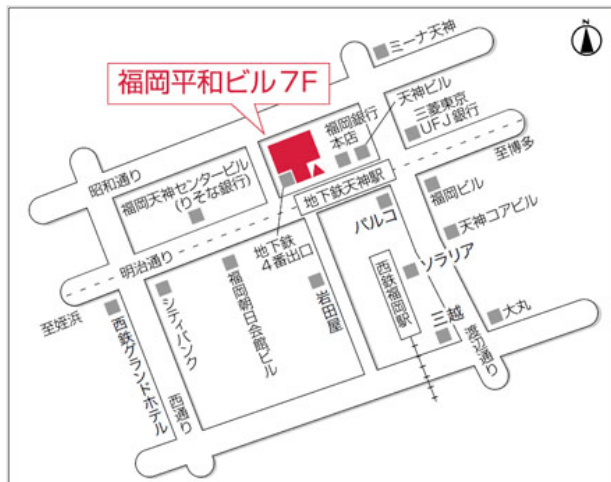 ミーナ天神
N
福岡平和ビル7F
天神ビル
三菱東京
UFJ銀行
福岡銀行
本店
至博多
昭和通り
福岡天神センタービル
(りそな銀行)
地下鉄天神駅
福岡ビル
パルコ
天神コアビル
明治通り
地下鉄
4番出口
ソラリア
西鉄福岡駅
至姪浜
西鉄グランドホテル
シティバンク
福岡朝日会館ビル
岩田屋
三越
大丸
渡辺通り
西通り